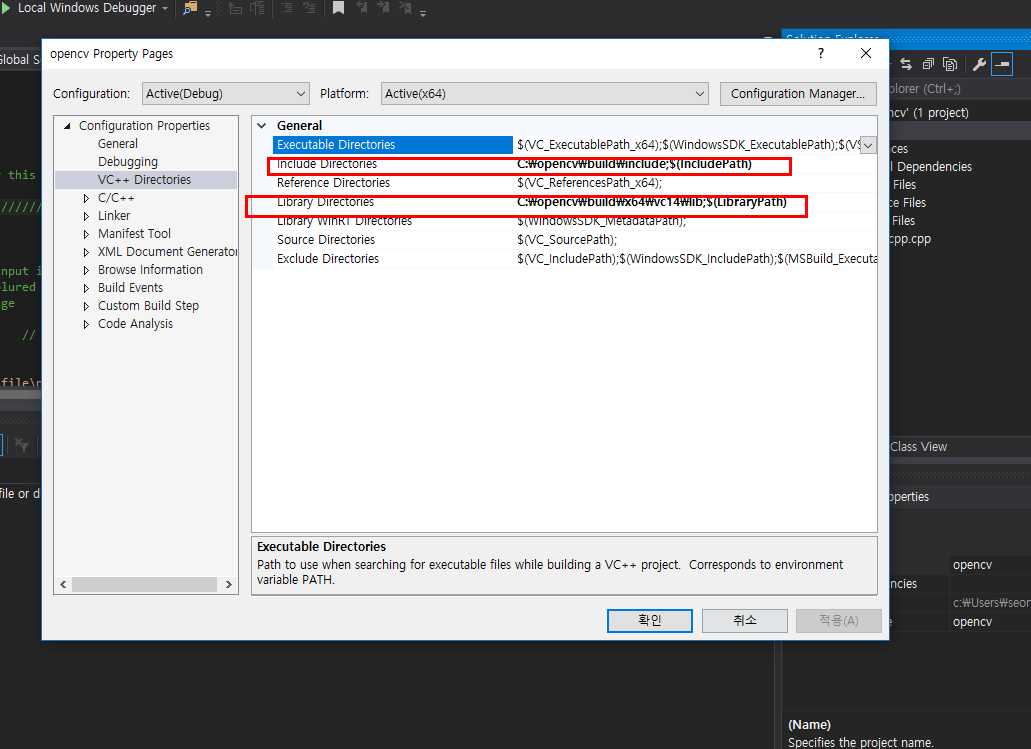 Local Windows Debugger
Solution Explorer
opencv Property Pages
?
Global S
Configuration:
Active(Debug)
Platform:
Active(x64)
Configuration Manager...
plorer (Ctrl+;)
ncv' (1 project)
Configuration Properties
General
Debugging
VC++ Directories
C/C++
Linker
Manifest Tool
XML Document Generator
Browse Information
Build Events
Custom Build Step
Code Analysis
General
Executable Directories
$(VC_ExecutablePath_x64);$(WindowsSDK_ExecutablePath);$(VS
Include Directories
C:₩opencv₩build₩include;$(IncludePath)
Reference Directories
$(VC_ReferencesPath_x64);
Library Directories
C:₩opencv₩build₩x64₩vc14₩lib;$(LibraryPath)
Library WinRT Directories
$(WindowsSDK_MetadataPath);
Source Directories
$(VC_SourcePath);
Exclude Directories
$(VC_IncludePath);$(WindowsSDK_IncludePath);$(MSBuild_Executa
Executable Directories
Path to use when searching for executable files while building a VC++ project. Corresponds to environment
variable PATH.
확인
취소
적용(A)
this
///////
nput i
lured
ge
//
file\n
file or d
ces
l Dependencies
Files
ce Files
Files
cpp.cpp
Class View
operties
opencv
ncies
c:₩Users₩seon
e
opencv
(Name)
Specifies the project name.